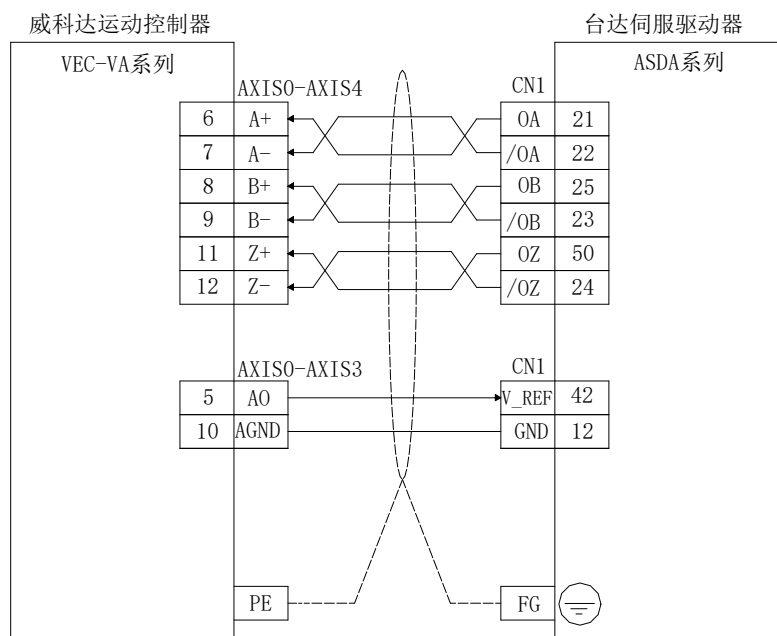 威科达运动控制器 台达伺服驱动器
VEC-VA系列 ASDA系列
AXIS0-AXIS4 CN1
6 A+ OA 21
7 A- /OA 22
8 B+ OB 25
9 B- /OB 23
11 Z+ OZ 50
12 Z- /OZ 24
AXIS0-AXIS3 CN1
5 AO V_REF 42
10 AGND GND 12
PE FG